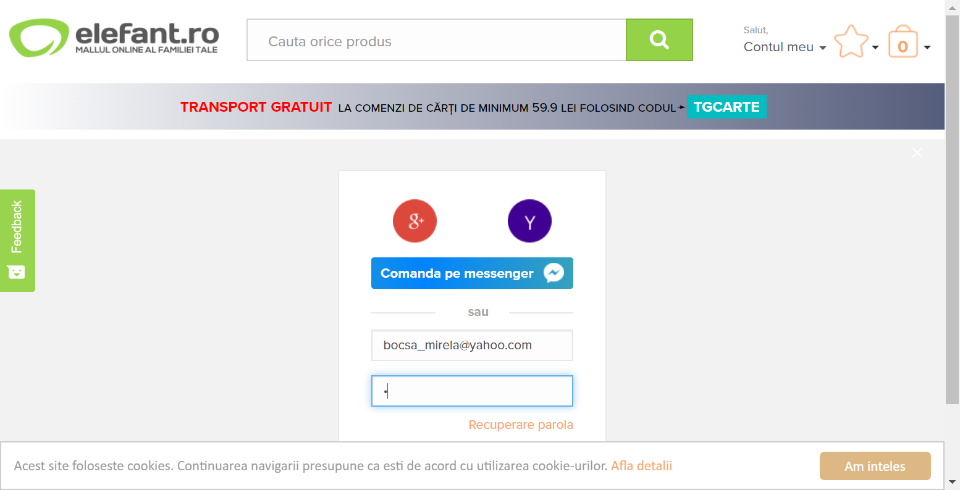 elefant.ro
MALLUL ONLINE AL FAMILIEI TALE
Cauta orice produs
Salut,
Contul meu
0
TRANSPORT GRATUIT LA COMENZI DE CĂRȚI DE MINIMUM 59.9 LEI FOLOSIND CODUL TGCARTE
Feedback
g+
Y
Comanda pe messenger
sau
bocsa_mirela@yahoo.com
Recuperare parola
Acest site foloseste cookies. Continuarea navigarii presupune ca esti de acord cu utilizarea cookie-urilor. Afla detalii
Am inteles